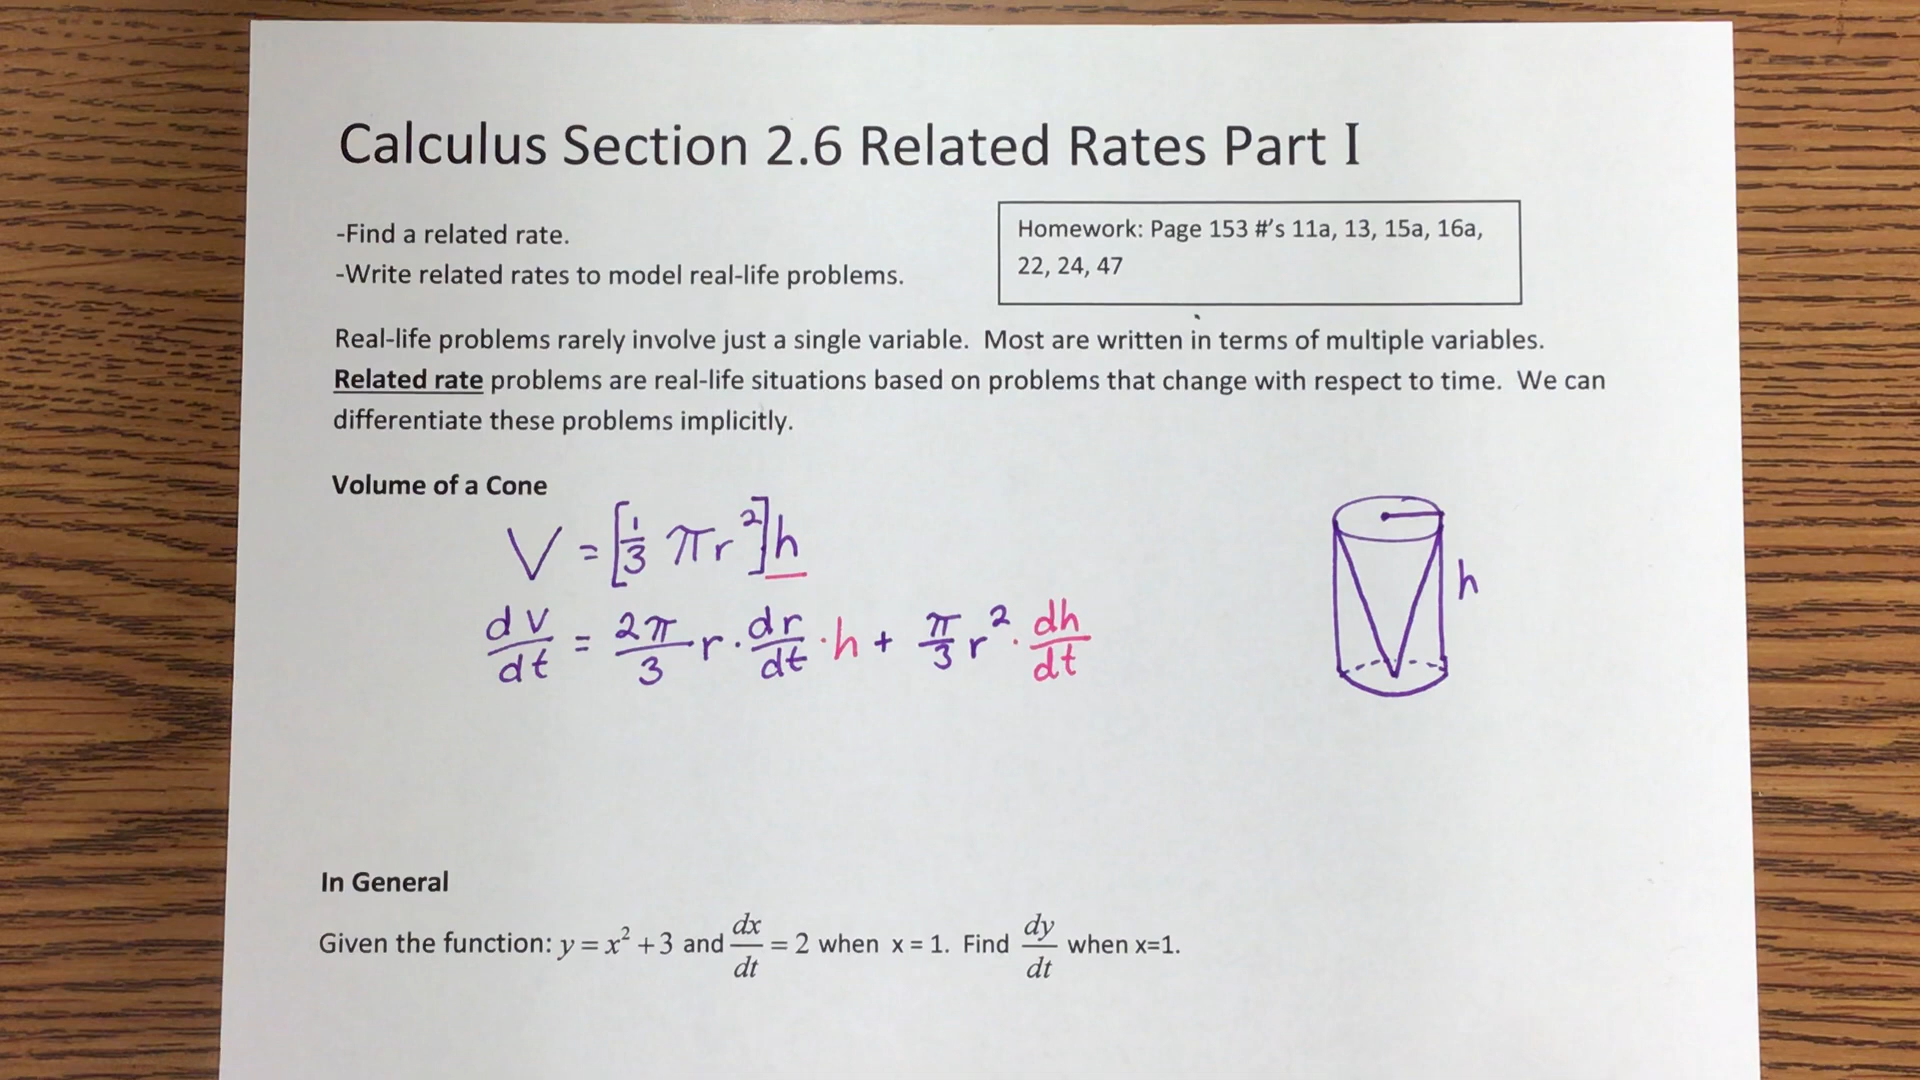 Calculus Section 2.6 Related Rates Part I
-Find a related rate.
-Write related rates to model real-life problems.
Homework: Page 153 #'s 11a, 13, 15a, 16a,
22, 24, 47
Real-life problems rarely involve just a single variable. Most are written in terms of multiple variables.
Related rate problems are real-life situations based on problems that change with respect to time. We can
differentiate these problems implicitly.
Volume of a Cone
V = [1/3 πr²]h
dV/dt = 2π/3 r · dr/dt · h + π/3 r² · dh/dt
h
In General
Given the function: y = x² + 3 and dx/dt = 2 when x = 1. Find dy/dt when x=1.